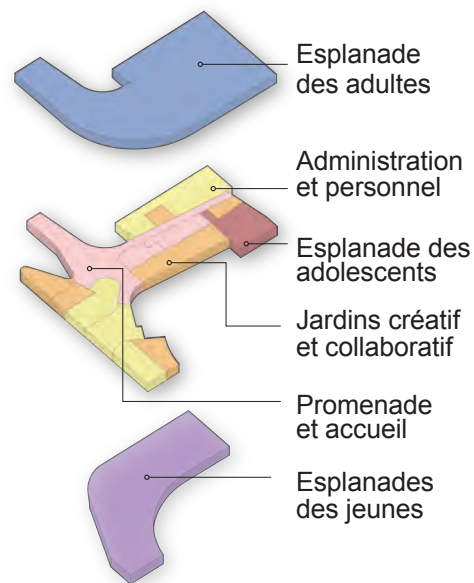 Esplanade
des adultes
Administration
et personnel
Esplanade des
adolescents
Jardins créatif
et collaboratif
Promenade
et accueil
Esplanades
des jeunes